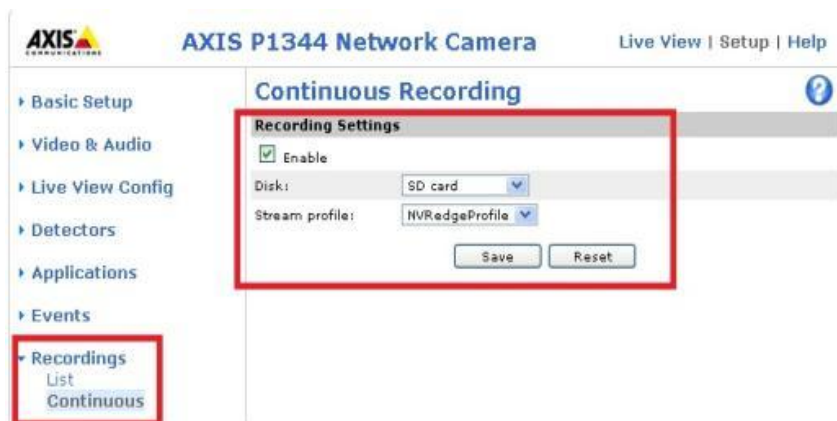 AXIS
COMMUNICATIONS
AXIS P1344 Network Camera
Live View | Setup | Help
Basic Setup
Video & Audio
Live View Config
Detectors
Applications
Events
Recordings
List
Continuous
Continuous Recording
?
Recording Settings
Enable
Disk: SD card
Stream profile: NVRedgeProfile
Save Reset